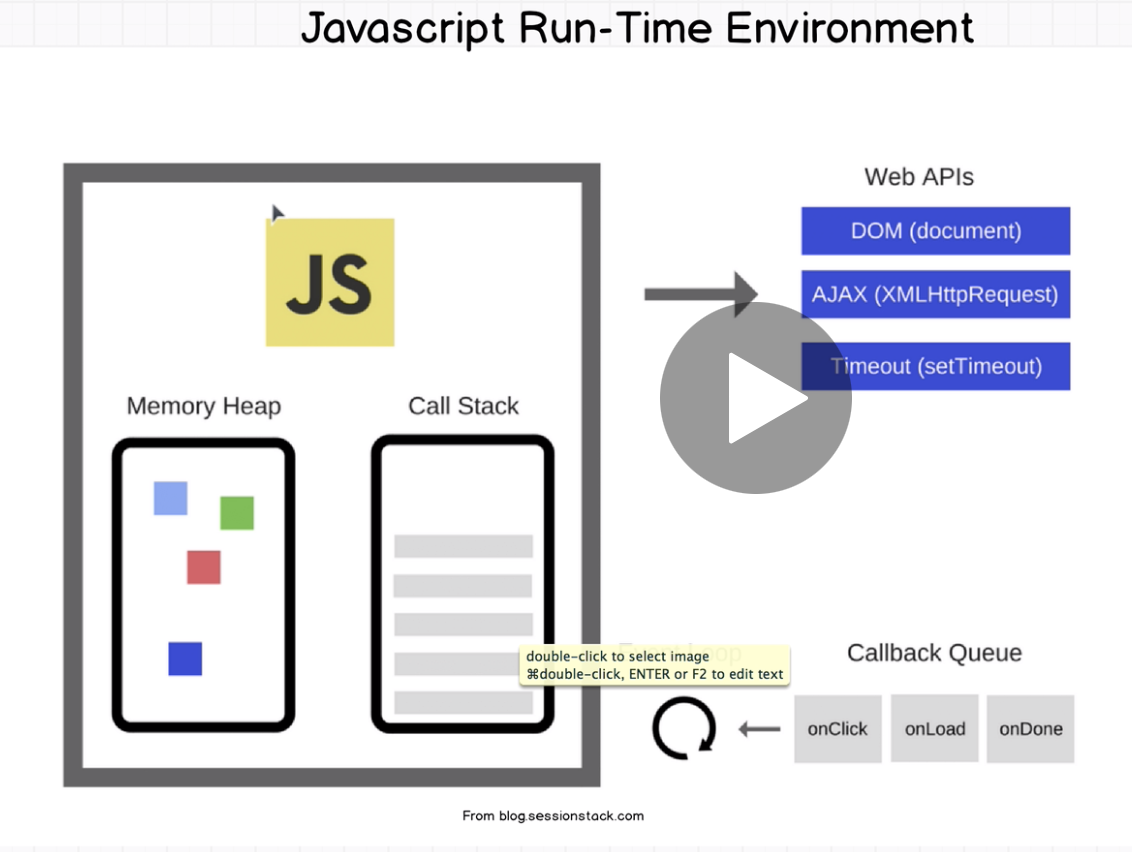 Javascript Run-Time Environment
Web APIs
DOM (document)
JS
AJAX (XMLHttpRequest)
Timeout (setTimeout)
Memory Heap
Call Stack
Event Loop
double-click to select image
⌘double-click, ENTER or F2 to edit text
Callback Queue
onClick
onLoad
onDone
From blog.sessionstack.com